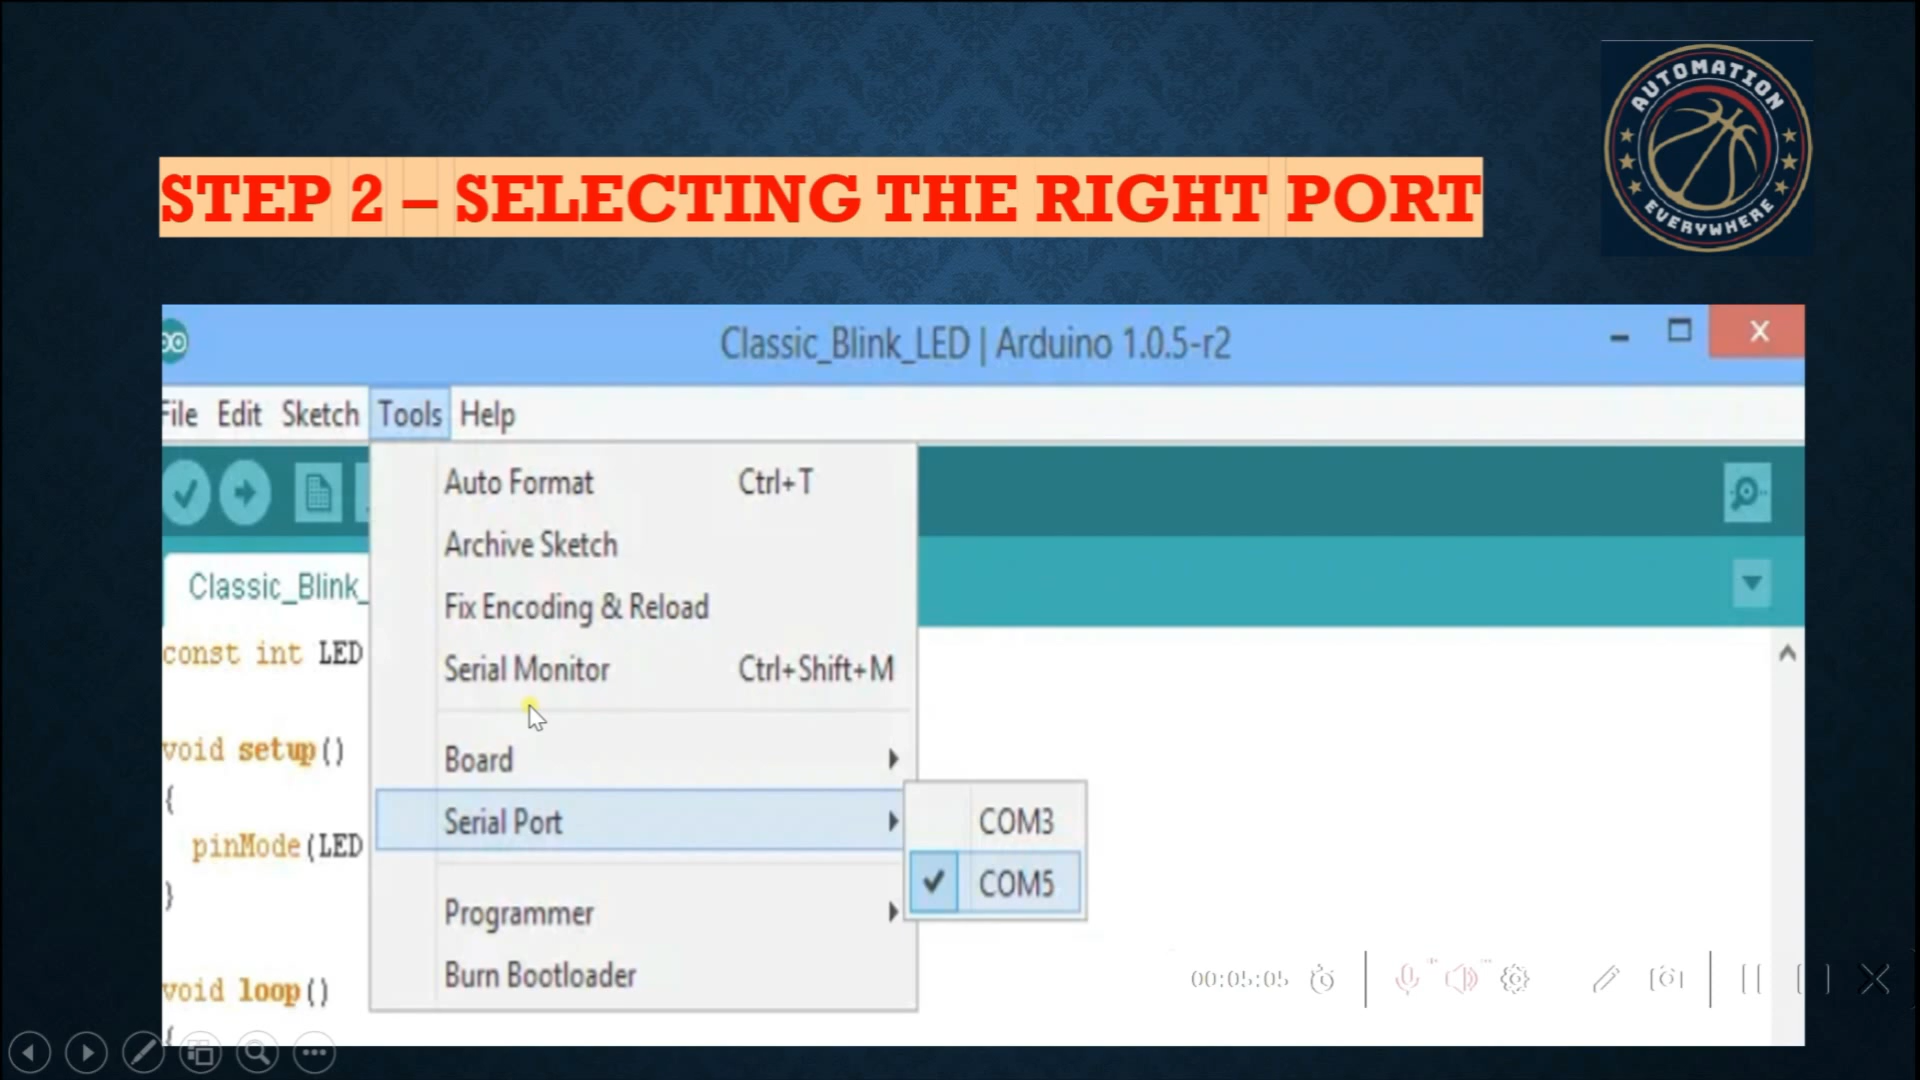 AUTOMATION
EVERYWHERE
STEP 2 – SELECTING THE RIGHT PORT
Classic_Blink_LED | Arduino 1.0.5-r2
File Edit Sketch Tools Help
Auto Format Ctrl+T
Archive Sketch
Classic_Blink_
Fix Encoding & Reload
const int LED
Serial Monitor Ctrl+Shift+M
void setup()
Board
{
Serial Port COM3
pinMode(LED
COM5
}
Programmer
Burn Bootloader
void loop()
{
00:05:05